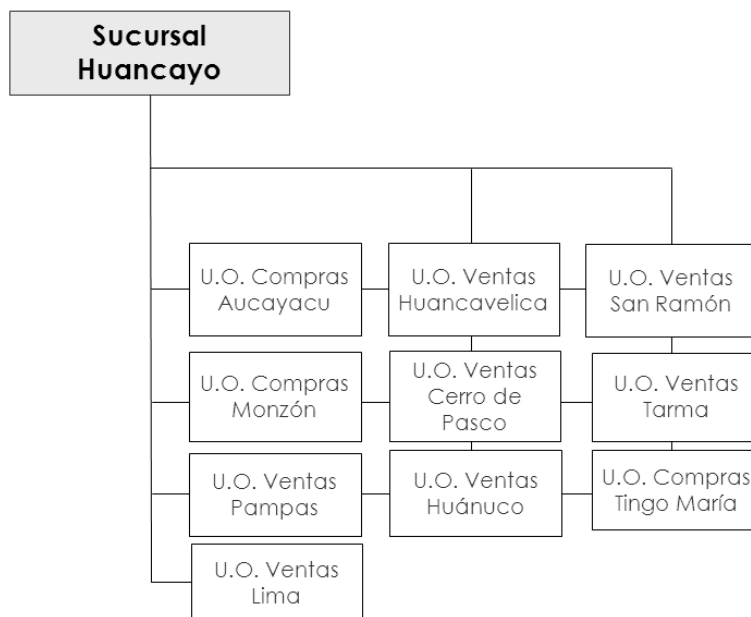 Sucursal
Huancayo
U.O. Compras
Aucayacu
U.O. Ventas
Huancavelica
U.O. Ventas
San Ramón
U.O. Compras
Monzón
U.O. Ventas
Cerro de
Pasco
U.O. Ventas
Tarma
U.O. Ventas
Pampas
U.O. Ventas
Huánuco
U.O. Compras
Tingo María
U.O. Ventas
Lima